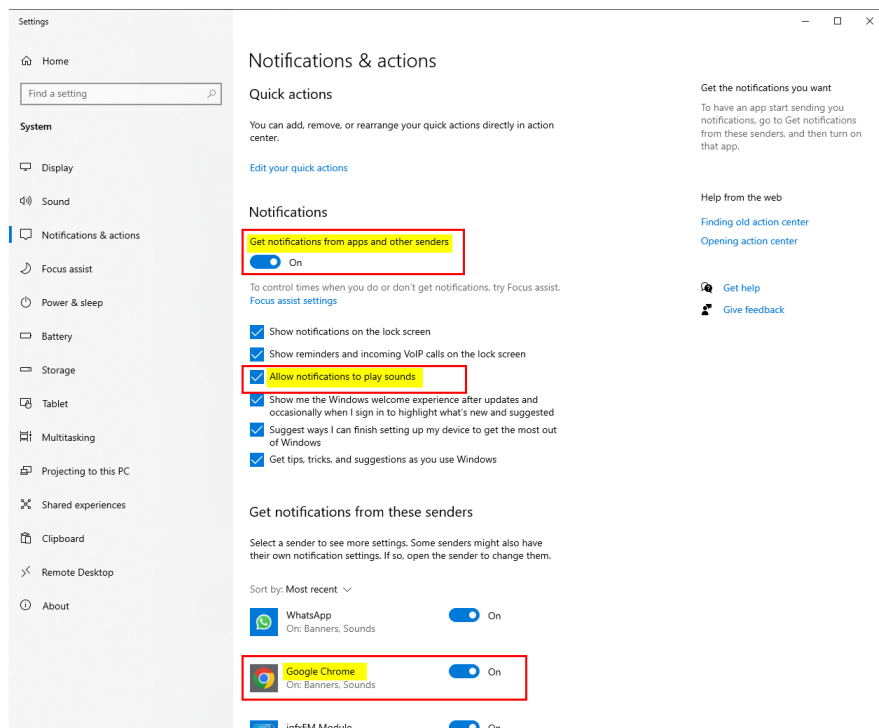 Settings
Home
Find a setting
System
Display
Sound
Notifications & actions
Focus assist
Power & sleep
Battery
Storage
Tablet
Multitasking
Projecting to this PC
Shared experiences
Clipboard
Remote Desktop
About
Notifications & actions
Quick actions
You can add, remove, or rearrange your quick actions directly in action
center.
Edit your quick actions
Notifications
Get notifications from apps and other senders
On
To control times when you do or don't get notifications, try Focus assist.
Focus assist settings
Show notifications on the lock screen
Show reminders and incoming VoIP calls on the lock screen
Allow notifications to play sounds
Show me the Windows welcome experience after updates and
occasionally when I sign in to highlight what's new and suggested
Suggest ways I can finish setting up my device to get the most out
of Windows
Get tips, tricks, and suggestions as you use Windows
Get notifications from these senders
Select a sender to see more settings. Some senders might also have
their own notification settings. If so, open the sender to change them.
Sort by: Most recent
WhatsApp
On: Banners, Sounds
On
Google Chrome
On: Banners, Sounds
On
igfxEM Module
On
Get the notifications you want
To have an app start sending you
notifications, go to Get notifications
from these senders, and then turn on
that app.
Help from the web
Finding old action center
Opening action center
Get help
Give feedback